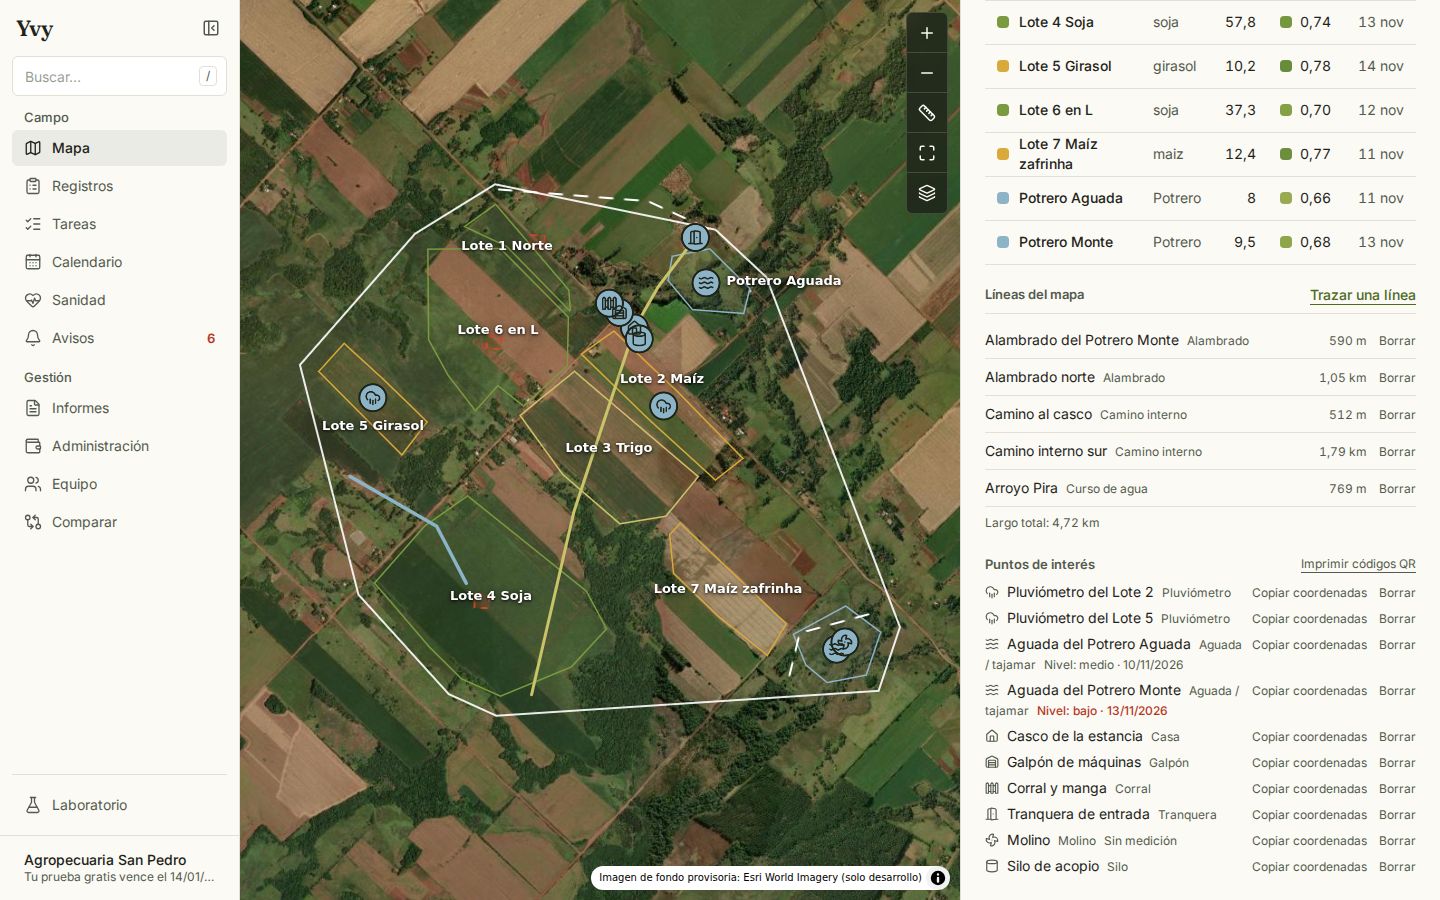 Yvy
Buscar...
/
Campo
Mapa
Registros
Tareas
Calendario
Sanidad
Avisos 6
Gestión
Informes
Administración
Equipo
Comparar
Laboratorio
Agropecuaria San Pedro
Tu prueba gratis vence el 14/01/...
Lote 1 Norte
Potrero Aguada
Lote 6 en L
Lote 2 Maíz
Lote 5 Girasol
Lote 3 Trigo
Lote 4 Soja
Lote 7 Maíz zafrinha
Imagen de fondo provisoria: Esri World Imagery (solo desarrollo)
Lote 4 Soja soja 57,8 0,74 13 nov
Lote 5 Girasol girasol 10,2 0,78 14 nov
Lote 6 en L soja 37,3 0,70 12 nov
Lote 7 Maíz
zafrinha maiz 12,4 0,77 11 nov
Potrero Aguada Potrero 8 0,66 11 nov
Potrero Monte Potrero 9,5 0,68 13 nov
Líneas del mapa Trazar una línea
Alambrado del Potrero Monte Alambrado 590 m Borrar
Alambrado norte Alambrado 1,05 km Borrar
Camino al casco Camino interno 512 m Borrar
Camino interno sur Camino interno 1,79 km Borrar
Arroyo Pira Curso de agua 769 m Borrar
Largo total: 4,72 km
Puntos de interés Imprimir códigos QR
Pluviómetro del Lote 2 Pluviómetro Copiar coordenadas Borrar
Pluviómetro del Lote 5 Pluviómetro Copiar coordenadas Borrar
Aguada del Potrero Aguada Aguada Copiar coordenadas Borrar
/ tajamar Nivel: medio · 10/11/2026
Aguada del Potrero Monte Aguada / Copiar coordenadas Borrar
tajamar Nivel: bajo · 13/11/2026
Casco de la estancia Casa Copiar coordenadas Borrar
Galpón de máquinas Galpón Copiar coordenadas Borrar
Corral y manga Corral Copiar coordenadas Borrar
Tranquera de entrada Tranquera Copiar coordenadas Borrar
Molino Molino Sin medición Copiar coordenadas Borrar
Silo de acopio Silo Copiar coordenadas Borrar